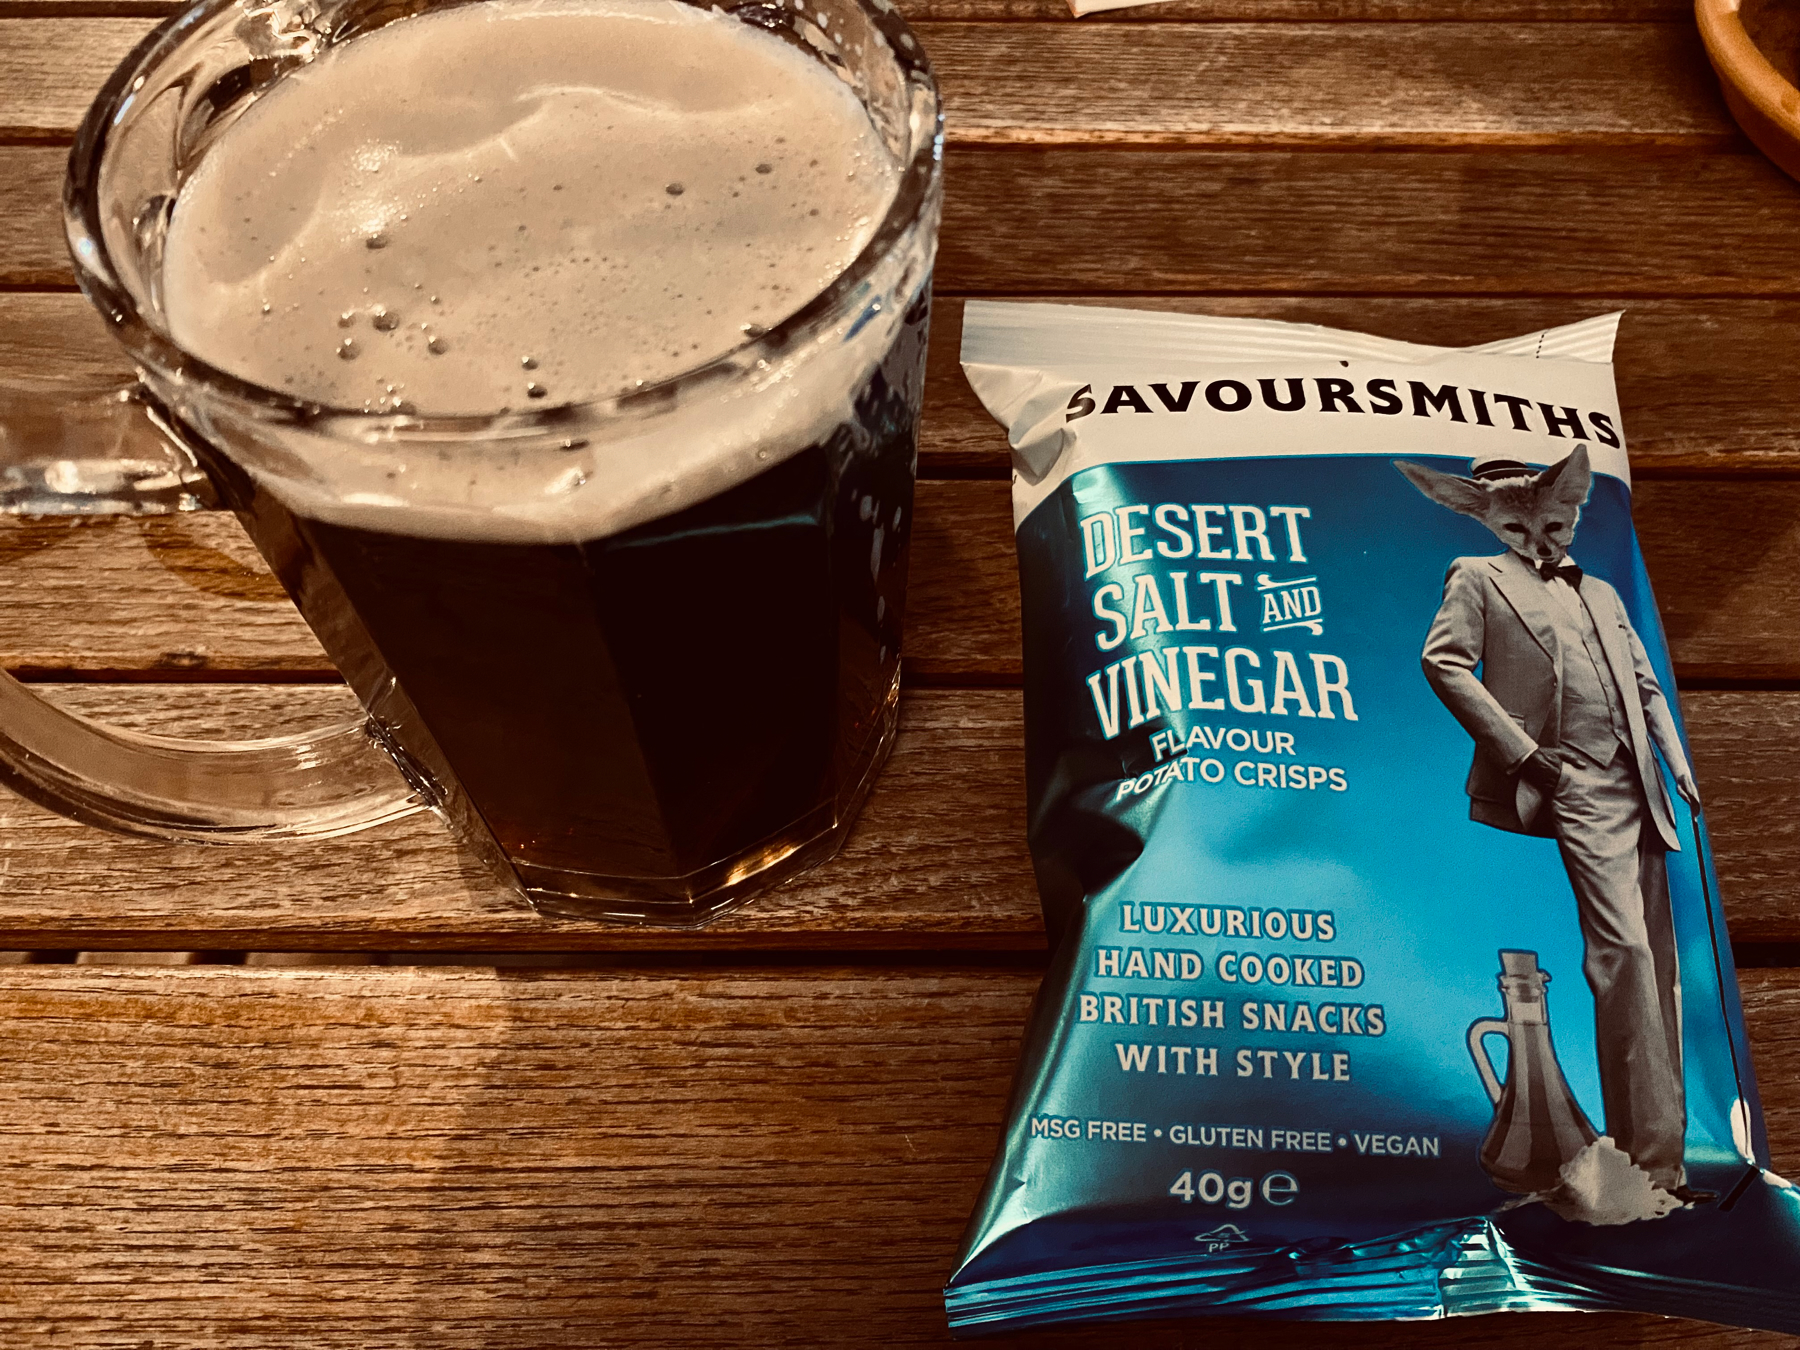 SAVOURSMITHS
DESERT
SALT AND
VINEGAR
FLAVOUR
POTATO CRISPS
LUXURIOUS
HAND COOKED
BRITISH SNACKS
WITH STYLE
MSG FREE • GLUTEN FREE • VEGAN
40g ℮
5
PP